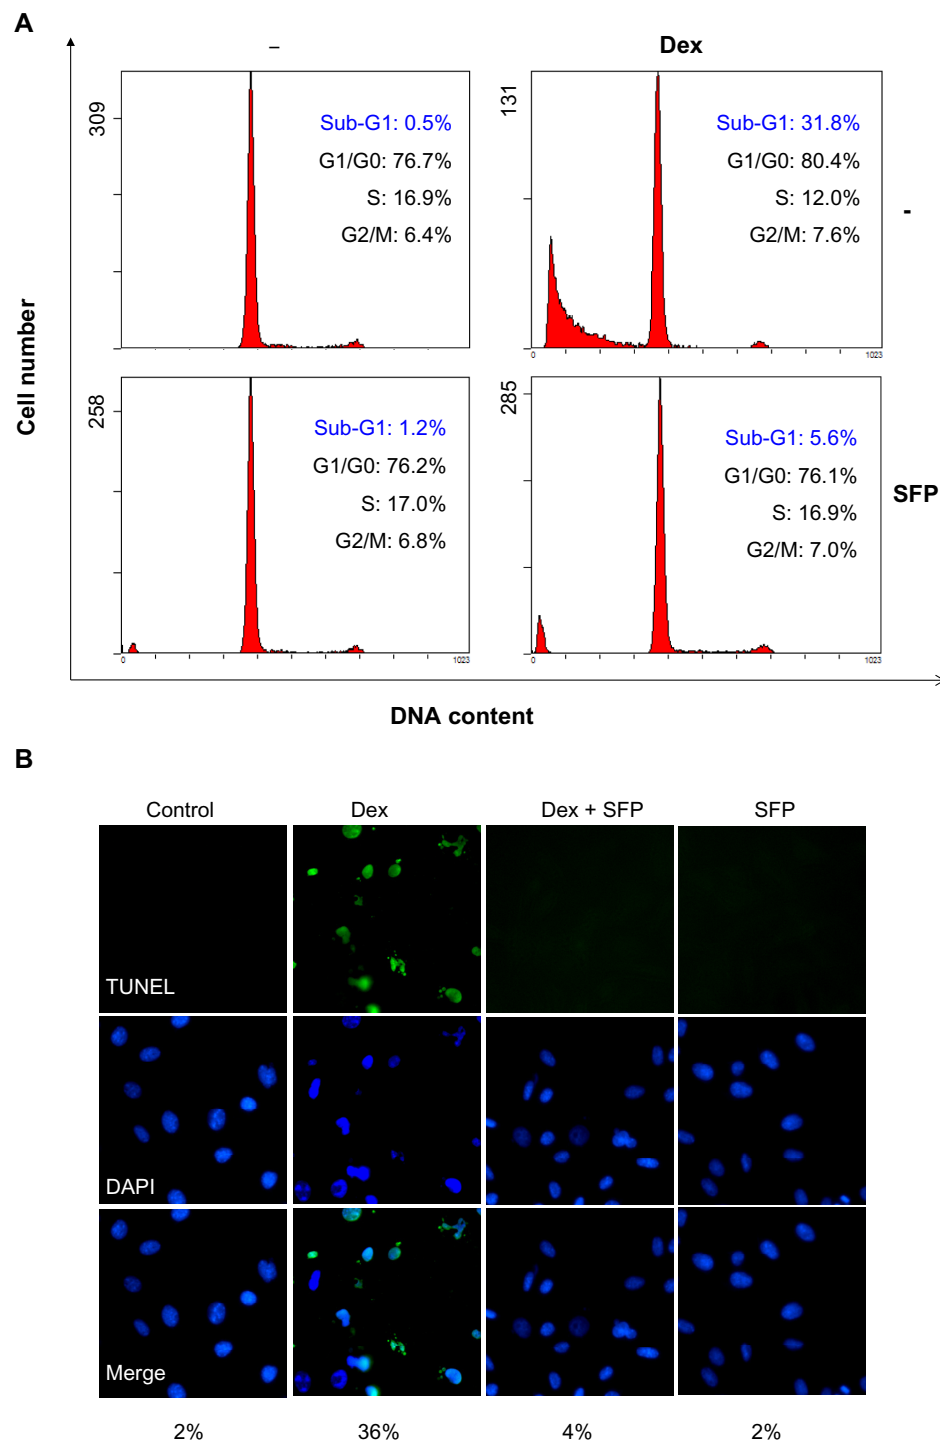 A
–
Dex
309
Sub-G1: 0.5%
G1/G0: 76.7%
S: 16.9%
G2/M: 6.4%
131
Sub-G1: 31.8%
G1/G0: 80.4%
S: 12.0%
G2/M: 7.6%
0
1023
-
Cell number
258
Sub-G1: 1.2%
G1/G0: 76.2%
S: 17.0%
G2/M: 6.8%
0
1023
285
Sub-G1: 5.6%
G1/G0: 76.1%
S: 16.9%
G2/M: 7.0%
0
1023
SFP
DNA content
B
Control
Dex
Dex + SFP
SFP
TUNEL
DAPI
Merge
2%
36%
4%
2%